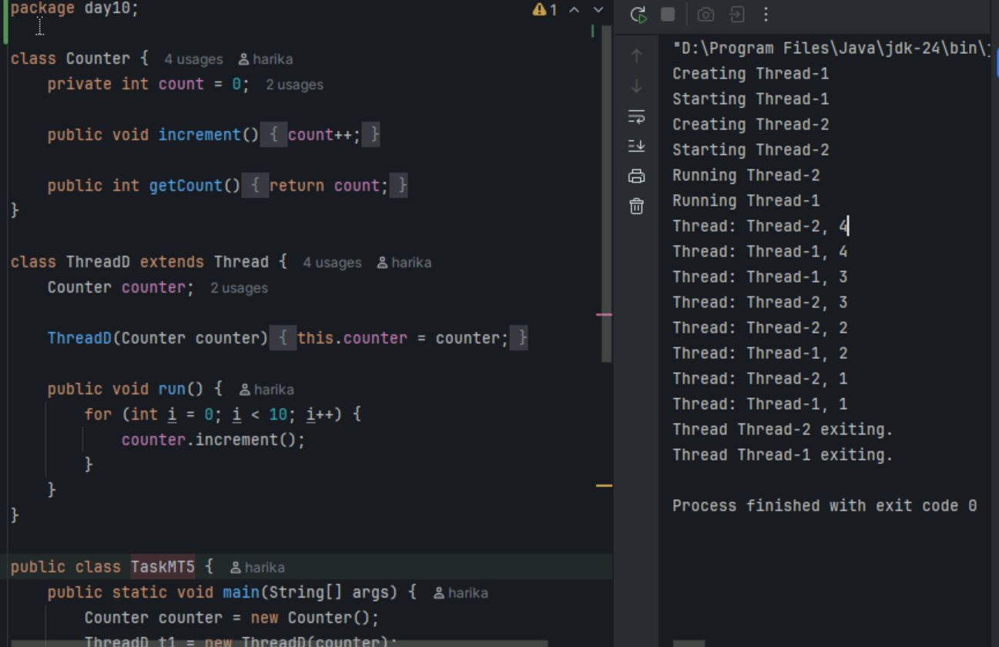 package day10;
1
class Counter { 4 usages harika
private int count = 0; 2 usages
public void increment() { count++; }
public int getCount() { return count; }
}
class ThreadD extends Thread { 4 usages harika
Counter counter; 2 usages
ThreadD(Counter counter) { this.counter = counter; }
public void run() { harika
for (int i = 0; i < 10; i++) {
counter.increment();
}
}
}
public class TaskMT5 { harika
public static void main(String[] args) { harika
Counter counter = new Counter();
ThreadD t1 = new ThreadD(counter);
"D:\Program Files\Java\jdk-24\bin\
Creating Thread-1
Starting Thread-1
Creating Thread-2
Starting Thread-2
Running Thread-2
Running Thread-1
Thread: Thread-2, 4
Thread: Thread-1, 4
Thread: Thread-1, 3
Thread: Thread-2, 3
Thread: Thread-2, 2
Thread: Thread-1, 2
Thread: Thread-2, 1
Thread: Thread-1, 1
Thread Thread-2 exiting.
Thread Thread-1 exiting.
Process finished with exit code 0